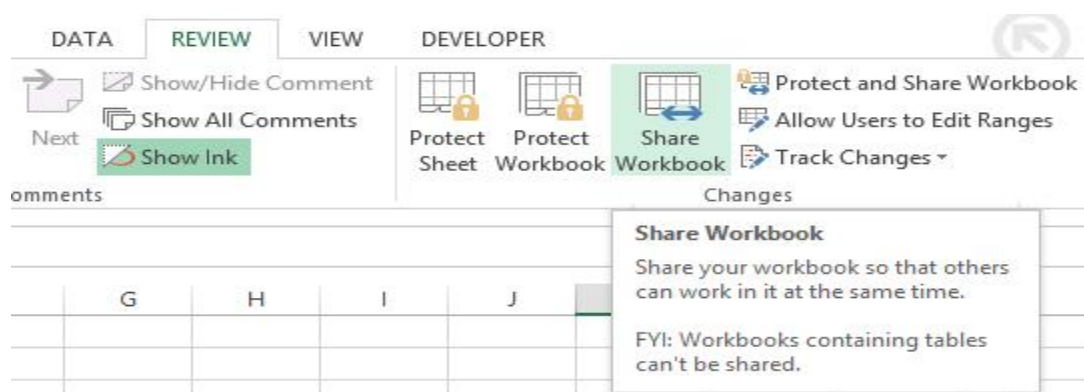 DATA REVIEW VIEW DEVELOPER
Next
Show/Hide Comment
Show All Comments
Show Ink
omments
Protect
Sheet
Protect
Workbook
Share
Workbook
Protect and Share Workbook
Allow Users to Edit Ranges
Track Changes
Changes
Share Workbook
Share your workbook so that others
can work in it at the same time.
FYI: Workbooks containing tables
can't be shared.
G H I J